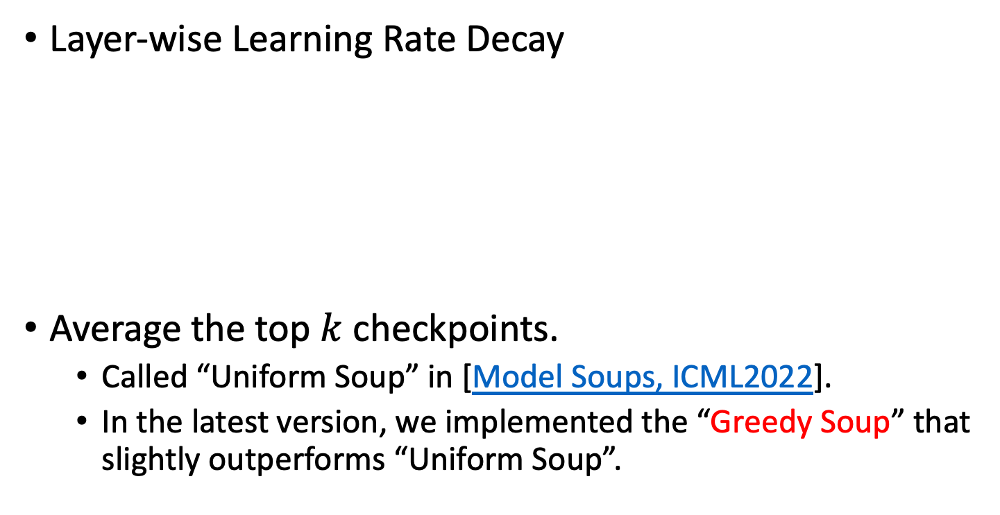 • Layer-wise Learning Rate Decay
• Average the top k checkpoints.
• Called “Uniform Soup” in [Model Soups, ICML2022].
• In the latest version, we implemented the “Greedy Soup” that
slightly outperforms “Uniform Soup”.